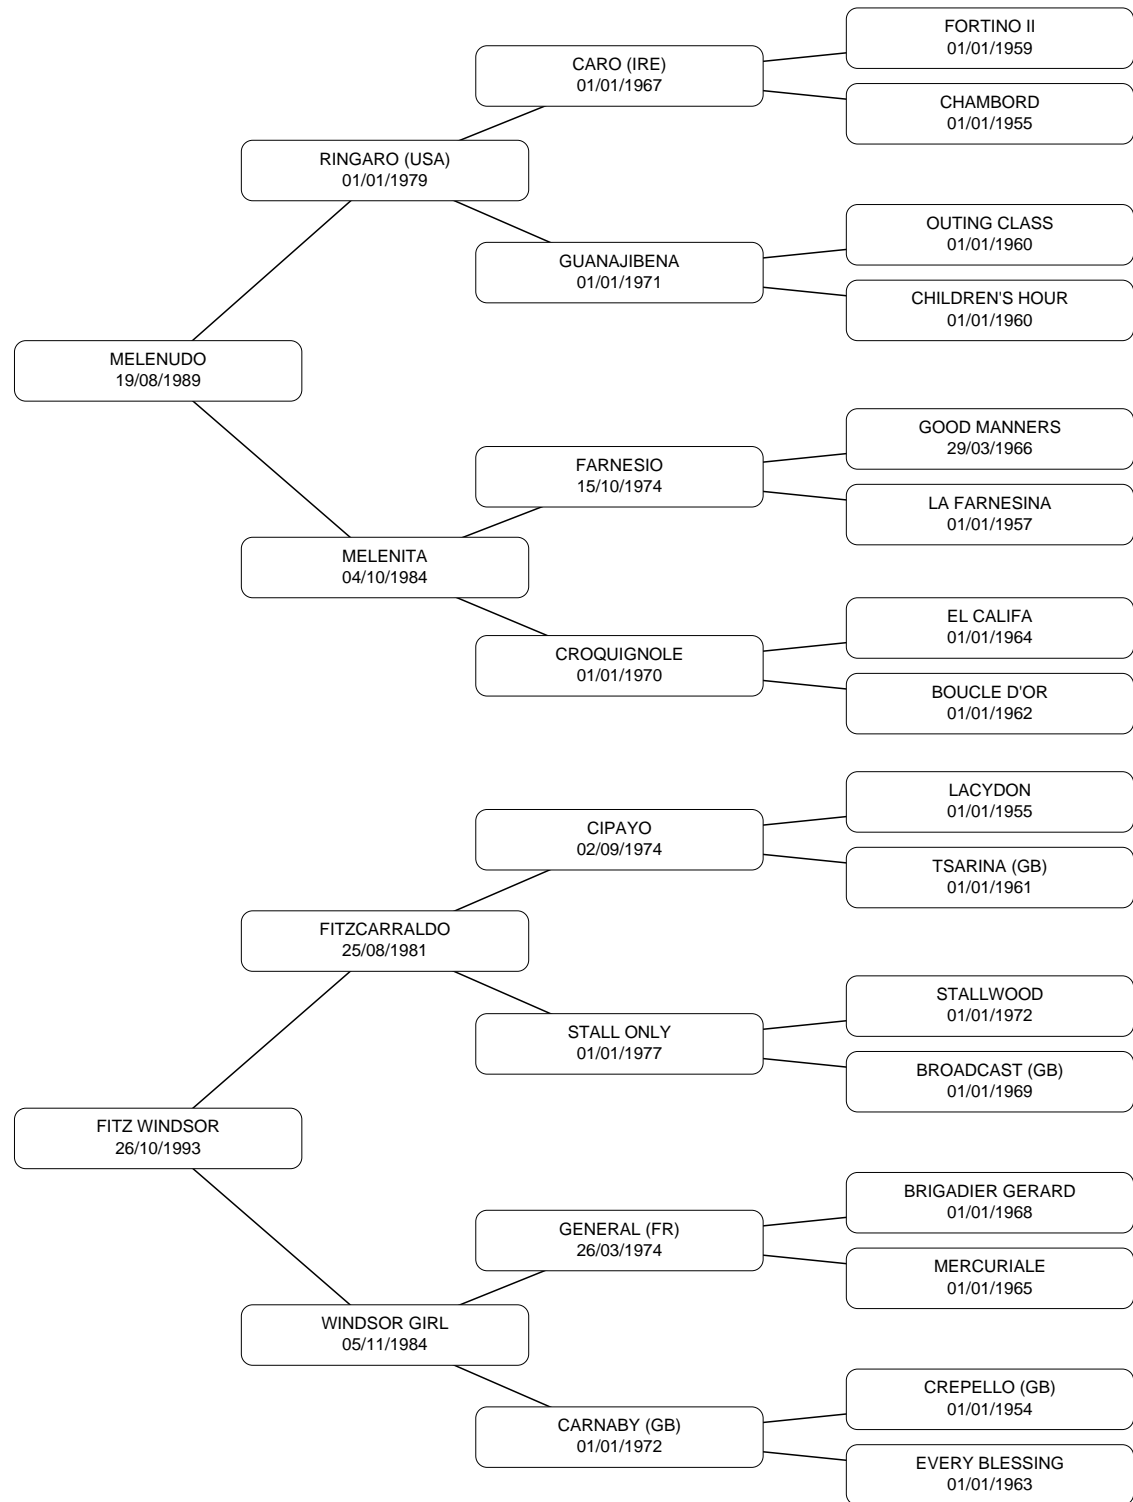 FORTINO II
01/01/1959
CARO (IRE)
01/01/1967
CHAMBORD
01/01/1955
RINGARO (USA)
01/01/1979
OUTING CLASS
01/01/1960
GUANAJIBENA
01/01/1971
CHILDREN'S HOUR
01/01/1960
MELENUDO
19/08/1989
GOOD MANNERS
29/03/1966
FARNESIO
15/10/1974
LA FARNESINA
01/01/1957
MELENITA
04/10/1984
EL CALIFA
01/01/1964
CROQUIGNOLE
01/01/1970
BOUCLE D'OR
01/01/1962
LACYDON
01/01/1955
CIPAYO
02/09/1974
TSARINA (GB)
01/01/1961
FITZCARRALDO
25/08/1981
STALLWOOD
01/01/1972
STALL ONLY
01/01/1977
BROADCAST (GB)
01/01/1969
FITZ WINDSOR
26/10/1993
BRIGADIER GERARD
01/01/1968
GENERAL (FR)
26/03/1974
MERCURIALE
01/01/1965
WINDSOR GIRL
05/11/1984
CREPELLO (GB)
01/01/1954
CARNABY (GB)
01/01/1972
EVERY BLESSING
01/01/1963